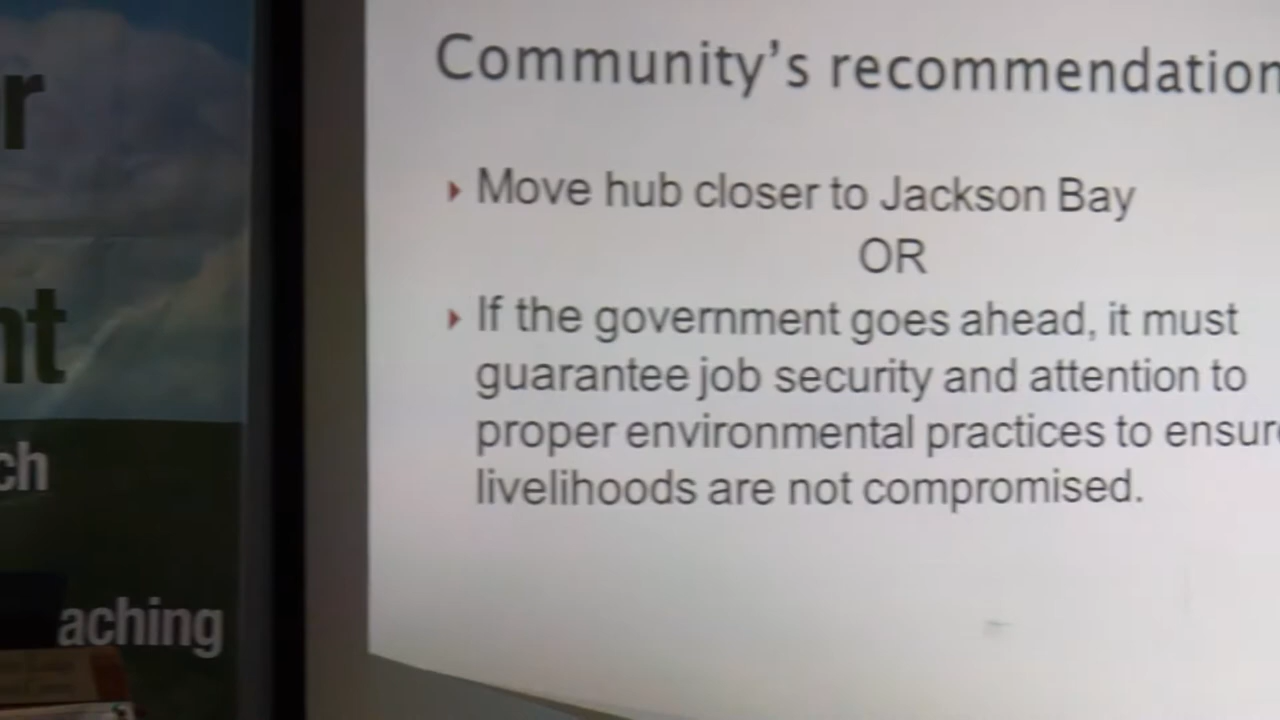 r
nt
ch
aching
Community's recommendation
Move hub closer to Jackson Bay
OR
If the government goes ahead, it must
guarantee job security and attention to
proper environmental practices to ensure
livelihoods are not compromised.